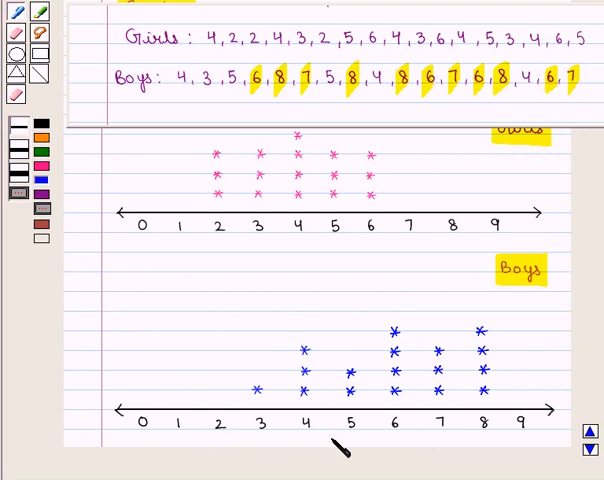 Girls : 4, 2, 2, 4, 3, 2, 5, 6, 4, 3, 6, 4, 5, 3, 4, 6, 5
Boys: 4, 3, 5, 6, 8, 7, 5, 8, 4, 8, 6, 7, 6, 8, 4, 6, 7
0 1 2 3 4 5 6 7 8 9
Boys
0 1 2 3 4 5 6 7 8 9